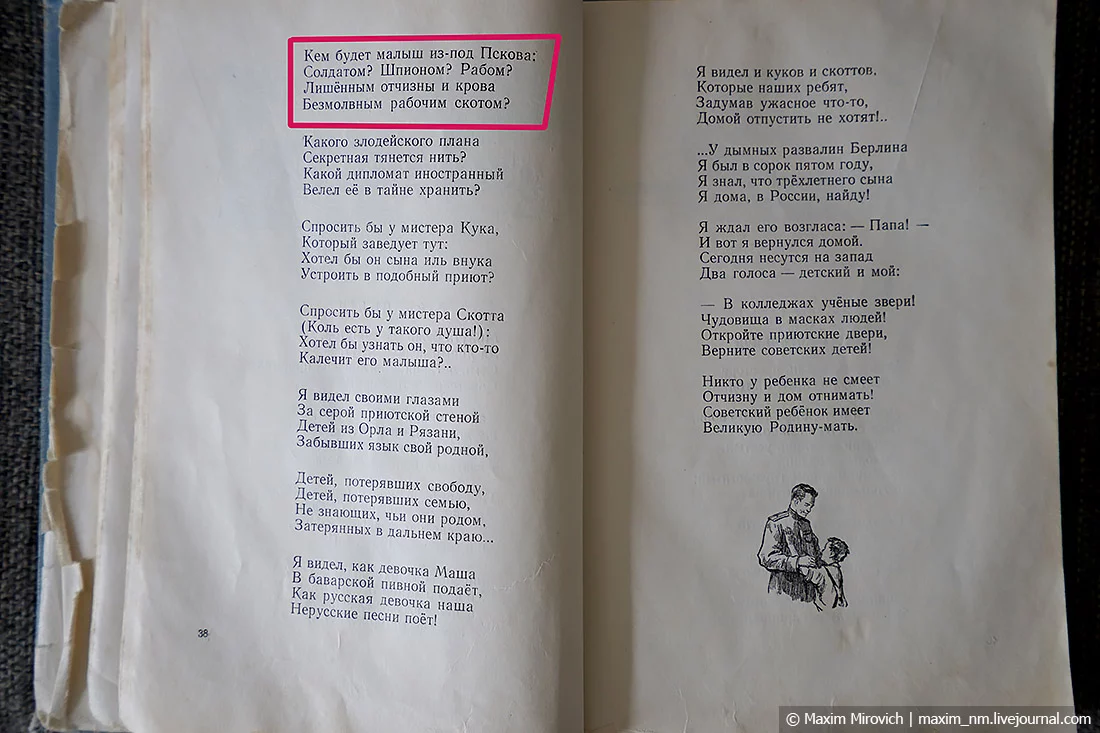 Кем будет малыш из-под Пскова:
Солдатом? Шпионом? Рабом?
Лишённым отчизны и крова
Безмолвным рабочим скотом?
Какого злодейского плана
Секретная тянется нить?
Какой дипломат иностранный
Велел её в тайне хранить?
Спросить бы у мистера Кука,
Который заведует тут:
Хотел бы он сына иль внука
Устроить в подобный приют?
Спросить бы у мистера Скотта
(Коль есть у такого душа!):
Хотел бы узнать он, что кто-то
Калечит его малыша?..
Я видел своими глазами
За серой приютской стеной
Детей из Орла и Рязани,
Забывших язык свой родной,
Детей, потерявших свободу,
Детей, потерявших семью,
Не знающих, чьи они родом,
Затерянных в дальнем краю...
Я видел, как девочка Маша
В баварской пивной подаёт,
Как русская девочка наша
Нерусские песни поёт!
38
Я видел и куков и скоттов.
Которые наших ребят,
Задумав ужасное что-то,
Домой отпустить не хотят!..
...У дымных развалин Берлина
Я был в сорок пятом году,
Я знал, что трёхлетнего сына
Я дома, в России, найду!
Я ждал его возгласа: — Папа! —
И вот я вернулся домой.
Сегодня несутся на запад
Два голоса — детский и мой:
— В колледжах учёные звери!
Чудовища в масках людей!
Откройте приютские двери,
Верните советских детей!
Никто у ребенка не смеет
Отчизну и дом отнимать!
Советский ребёнок имеет
Великую Родину-мать.
© Maxim Mirovich | maxim_nm.livejournal.com